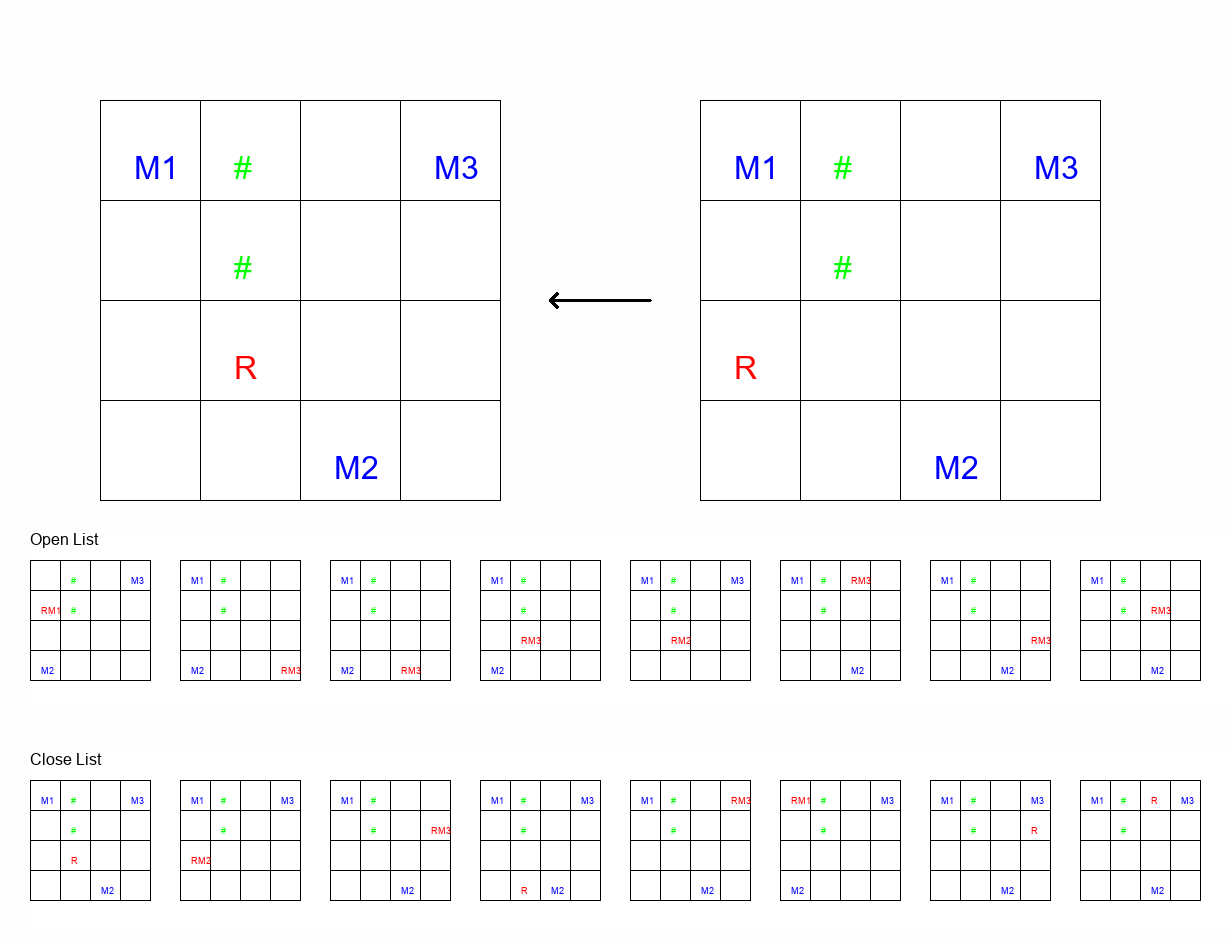 M1 # M3 M1 # M3
# #
R R
M2 M2
Open List
# M3 M1 # M1 # M1 # M1 # M3 M1 # RM3 M1 # M1 #
RM1 # # # # # # # # RM3
RM3 RM2 RM3
M2 M2 RM3 M2 RM3 M2 M2 M2 M2
Close List
M1 # M3 M1 # M3 M1 # M1 # M3 M1 # RM3 RM1 # M3 M1 # M3 M1 # R M3
# # # RM3 # # # # R #
R RM2
M2 M2 R M2 M2 M2 M2 M2